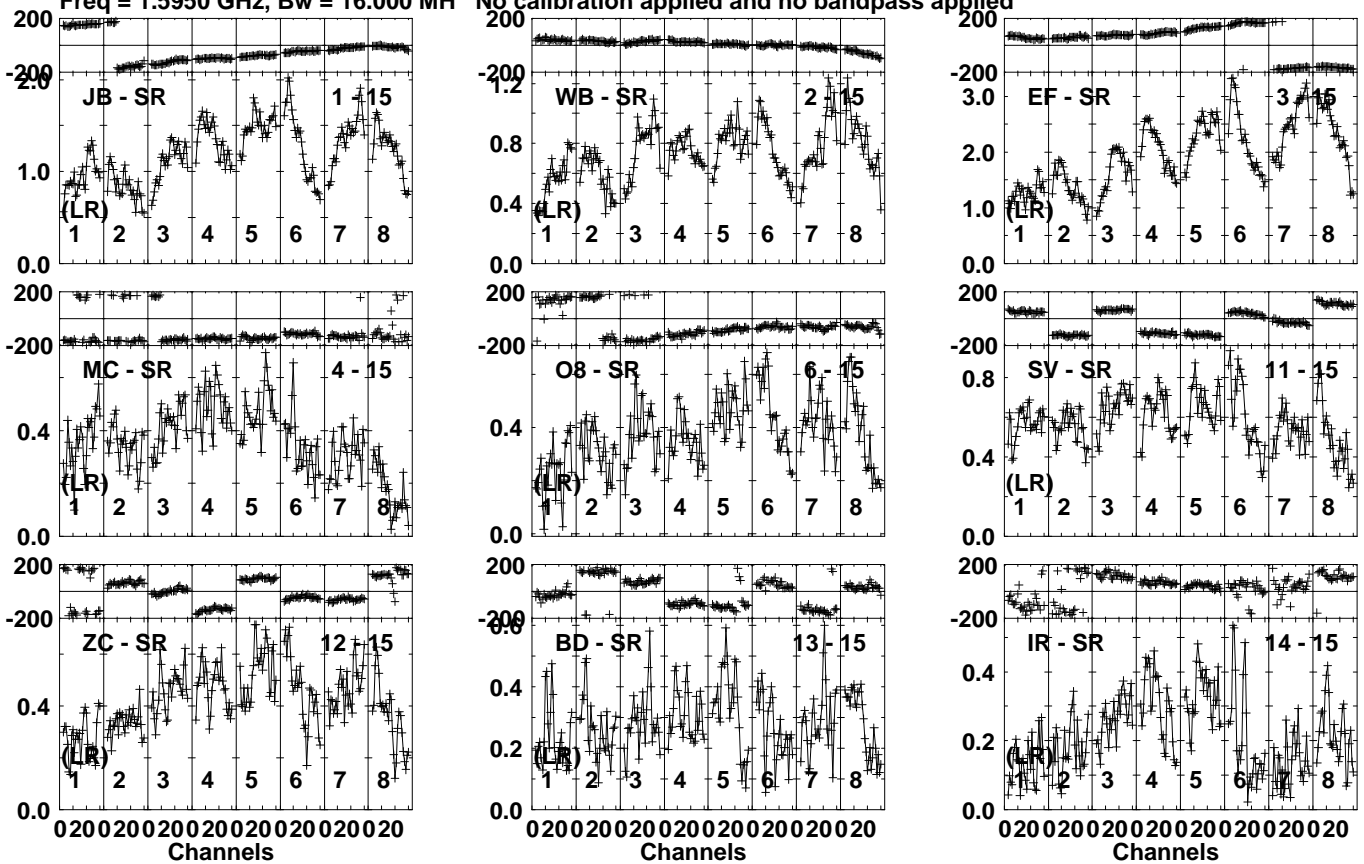 Freq = 1.5950 GHz, Bw = 16.000 MH No calibration applied and no bandpass applied
200 200 200
-200 -200 -200
2.0 1.2
JB - SR 1 - 15 WB - SR 2 - 15 EF - SR 3 - 15
3.0
0.8
2.0
1.0
0.4
1.0
(LR) (LR) (LR)
1 2 3 4 5 6 7 8 1 2 3 4 5 6 7 8 1 2 3 4 5 6 7 8
0.0 0.0 0.0
200 200 200
-200 -200 -200
MC - SR 4 - 15 O8 - SR 6 - 15 SV - SR 11 - 15
0.8
0.4 0.4 0.4
(LR) (LR) (LR)
1 2 3 4 5 6 7 8 1 2 3 4 5 6 7 8 1 2 3 4 5 6 7 8
0.0 0.0 0.0
200 200 200
-200 -200 -200
0.6
ZC - SR 12 - 15 BD - SR 13 - 15 IR - SR 14 - 15
0.4 0.4 0.4
0.2 0.2
(LR) (LR) (LR)
1 2 3 4 5 6 7 8 1 2 3 4 5 6 7 8 1 2 3 4 5 6 7 8
0.0 0.0 0.0
0 20 0 20 0 20 0 20 0 20 0 20 0 20 0 20 0 20 0 20 0 20 0 20 0 20 0 20 0 20 0 20 0 20 0 20 0 20 0 20 0 20 0 20 0 20 0 20
Channels Channels Channels